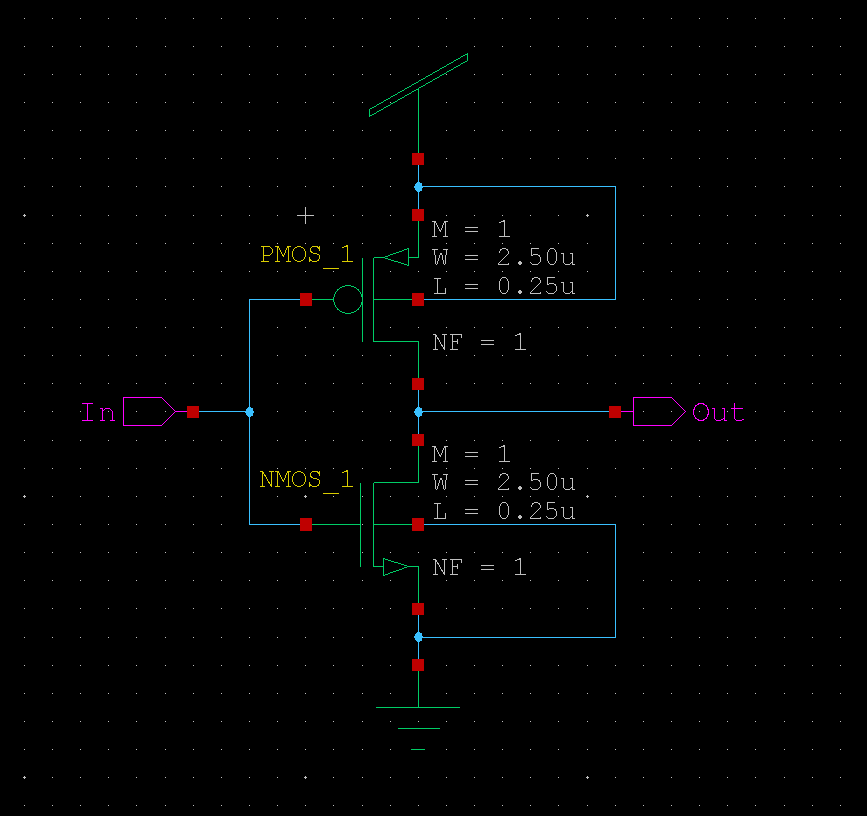 PMOS_1
M = 1
W = 2.50u
L = 0.25u
NF = 1
In
Out
NMOS_1
M = 1
W = 2.50u
L = 0.25u
NF = 1